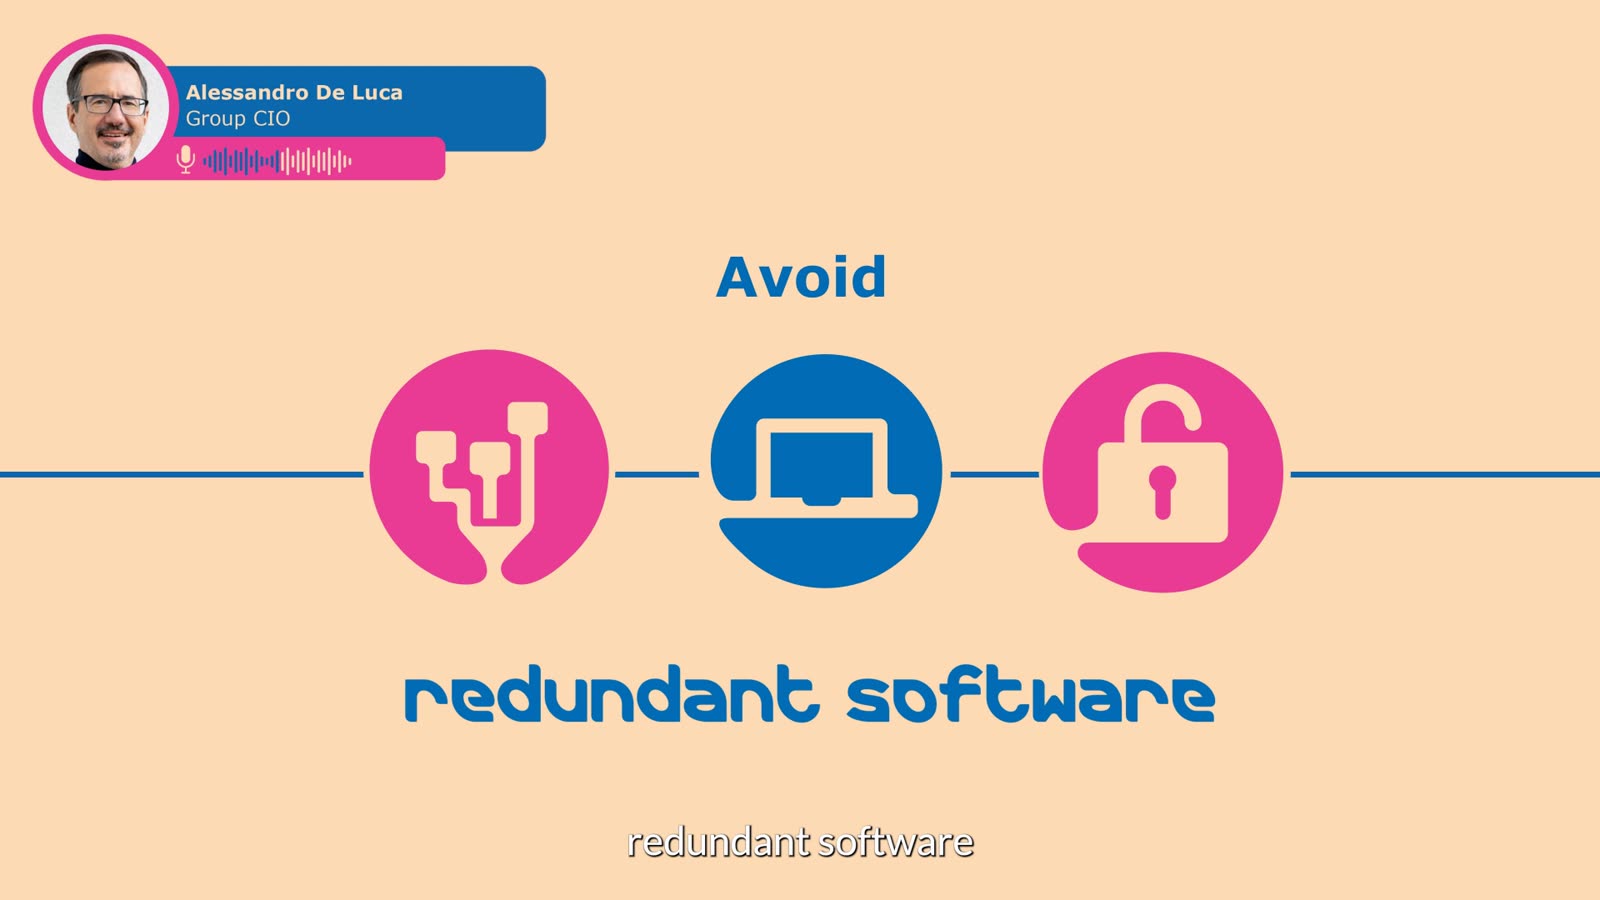 Alessandro De Luca
Group CIO
Avoid
redundant software
redundant software